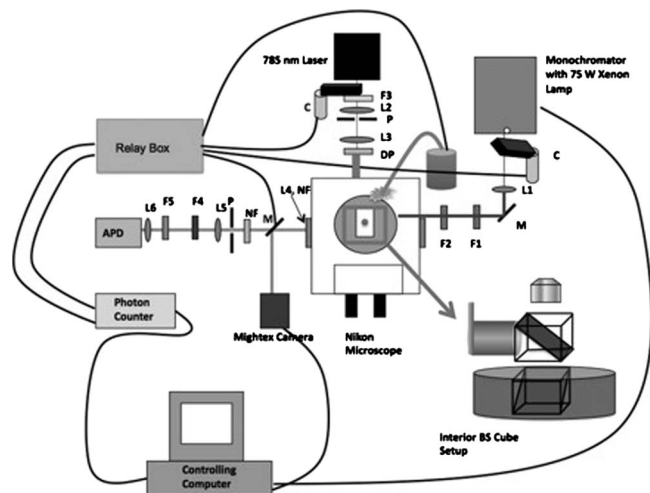 785 nm Laser
Monochromator
with 75 W Xenon
Lamp
F3
L2
P
C
L3
DP
Relay Box
C
L1
M
L4, NF
L6
F5
F4
L5
P
NF
M
APD
F2
F1
Photon
Counter
Mightex Camera
Nikon
Microscope
Interior BS Cube
Setup
Controlling
Computer